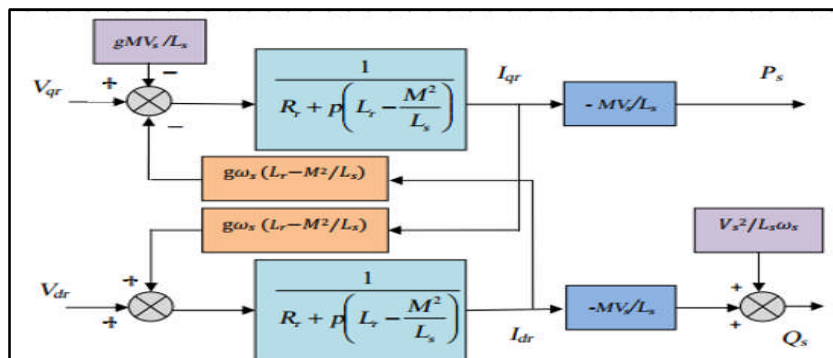 gMVs/Ls
Vqr
+
−
−
1
Rr + p(Lr − M²/Ls)
Iqr
- MVs/Ls
Ps
gωs (Lr−M²/Ls)
gωs (Lr−M²/Ls)
Vs²/Lsωs
Vdr
+
+
1
Rr + p(Lr − M²/Ls)
Idr
-MVs/Ls
+
+
Qs